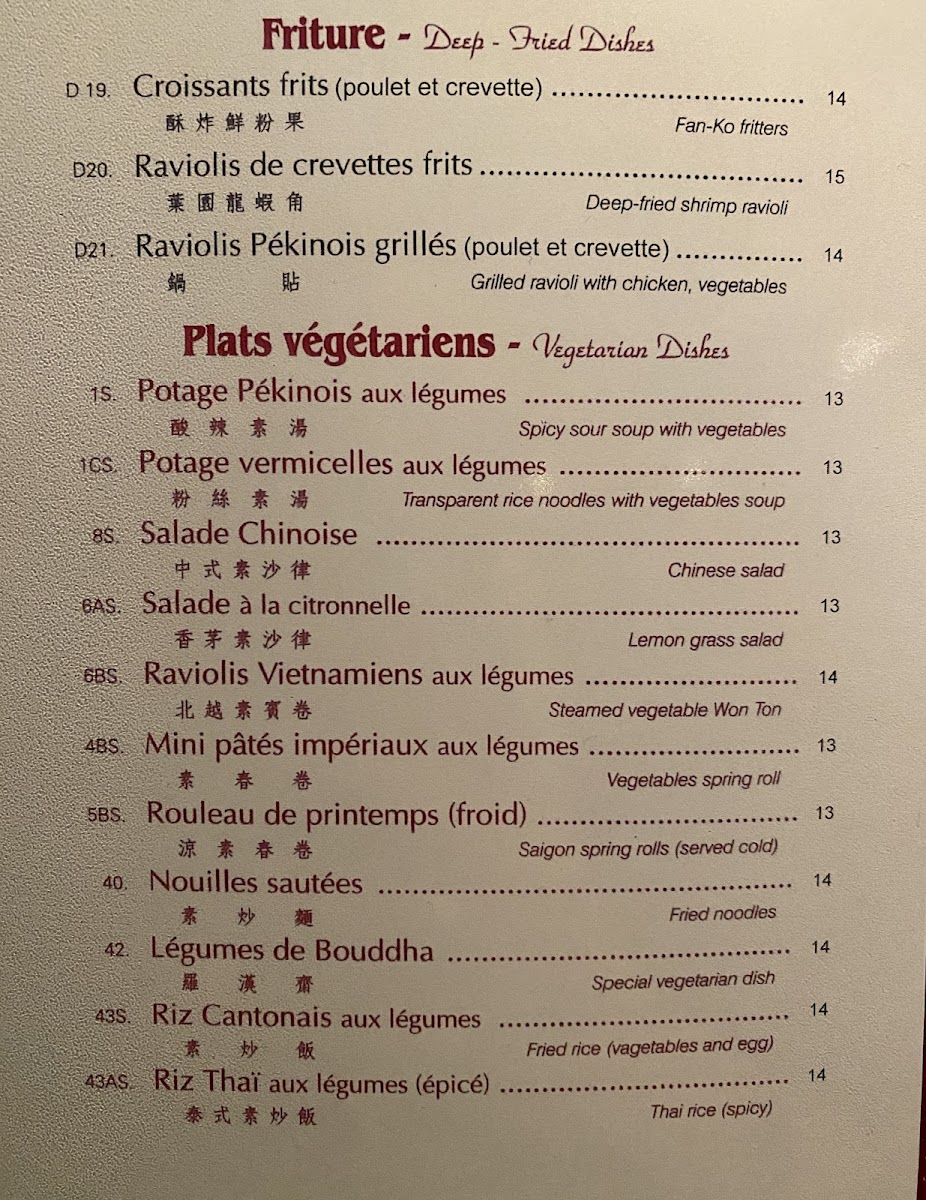 Friture - Deep - Fried Dishes
D 19. Croissants frits (poulet et crevette) ............................ 14
酥炸鮮粉果 Fan-Ko fritters
D20. Raviolis de crevettes frits .................................... 15
葉園龍蝦角 Deep-fried shrimp ravioli
D21. Raviolis Pékinois grillés (poulet et crevette) .............. 14
鍋貼 Grilled ravioli with chicken, vegetables
Plats végétariens - Vegetarian Dishes
1S. Potage Pékinois aux légumes ................................ 13
酸辣素湯 Spicy sour soup with vegetables
1CS. Potage vermicelles aux légumes ............................ 13
粉絲素湯 Transparent rice noodles with vegetables soup
8S. Salade Chinoise ................................................ 13
中式素沙律 Chinese salad
6AS. Salade à la citronnelle ........................................... 13
香茅素沙律 Lemon grass salad
6BS. Raviolis Vietnamiens aux légumes ........................ 14
北越素賓卷 Steamed vegetable Won Ton
4BS. Mini pâtés impériaux aux légumes ........................ 13
素春卷 Vegetables spring roll
5BS. Rouleau de printemps (froid) .............................. 13
涼素春卷 Saigon spring rolls (served cold)
40. Nouilles sautées ............................................... 14
素炒麵 Fried noodles
42. Légumes de Bouddha ....................................... 14
羅漢齋 Special vegetarian dish
43S. Riz Cantonais aux légumes ................................. 14
素炒飯 Fried rice (vagetables and egg)
43AS. Riz Thaï aux légumes (épicé) ................................ 14
泰式素炒飯 Thai rice (spicy)